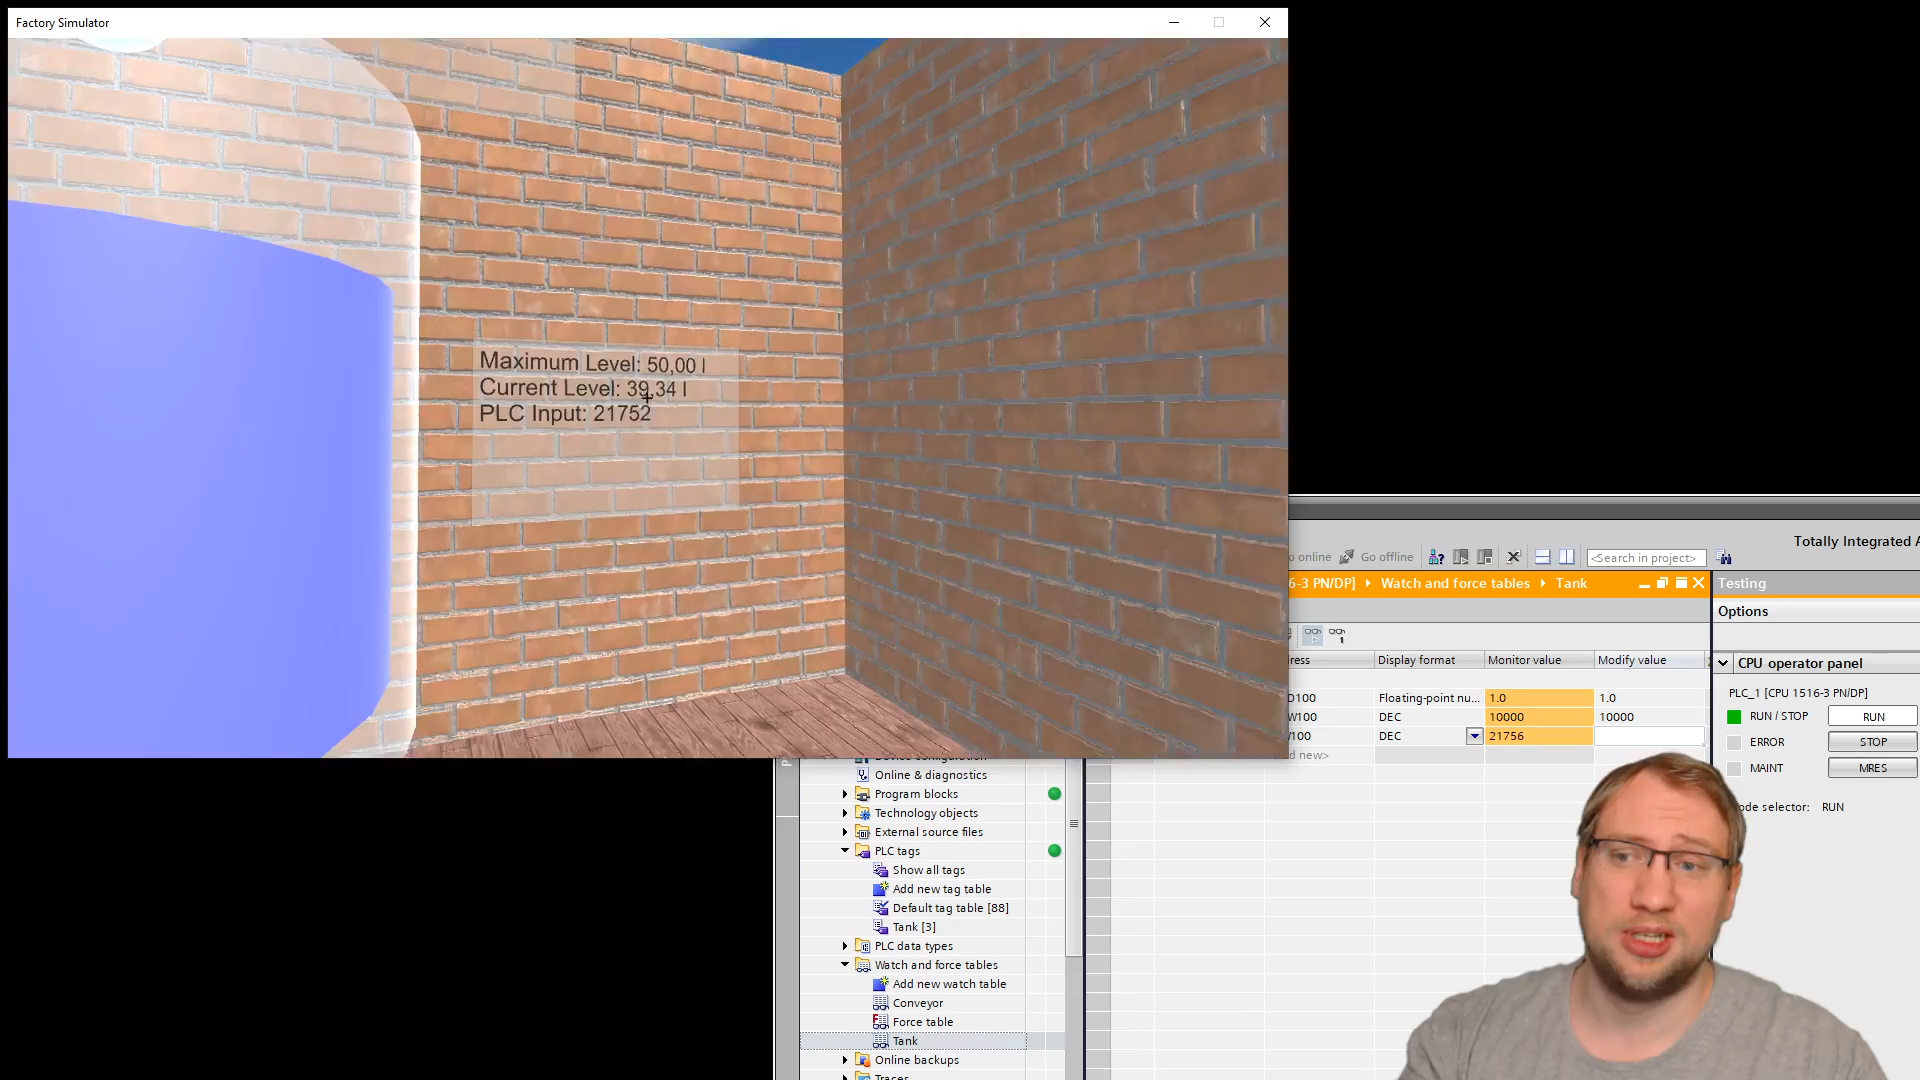 Factory Simulator
Maximum Level: 50,00 l
Current Level: 39,34 l
PLC Input: 21752
Totally Integrated A
o online
Go offline
<Search in project>
6-3 PN/DP]
Watch and force tables
Tank
Testing
Options
ress
Display format
Monitor value
Modify value
D100
Floating-point nu...
1.0
1.0
W100
DEC
10000
10000
100
DEC
21756
d new>
CPU operator panel
PLC_1 [CPU 1516-3 PN/DP]
RUN / STOP
RUN
ERROR
STOP
MAINT
MRES
ode selector:
RUN
Online & diagnostics
Program blocks
Technology objects
External source files
PLC tags
Show all tags
Add new tag table
Default tag table [88]
Tank [3]
PLC data types
Watch and force tables
Add new watch table
Conveyor
Force table
Tank
Online backups
Traces